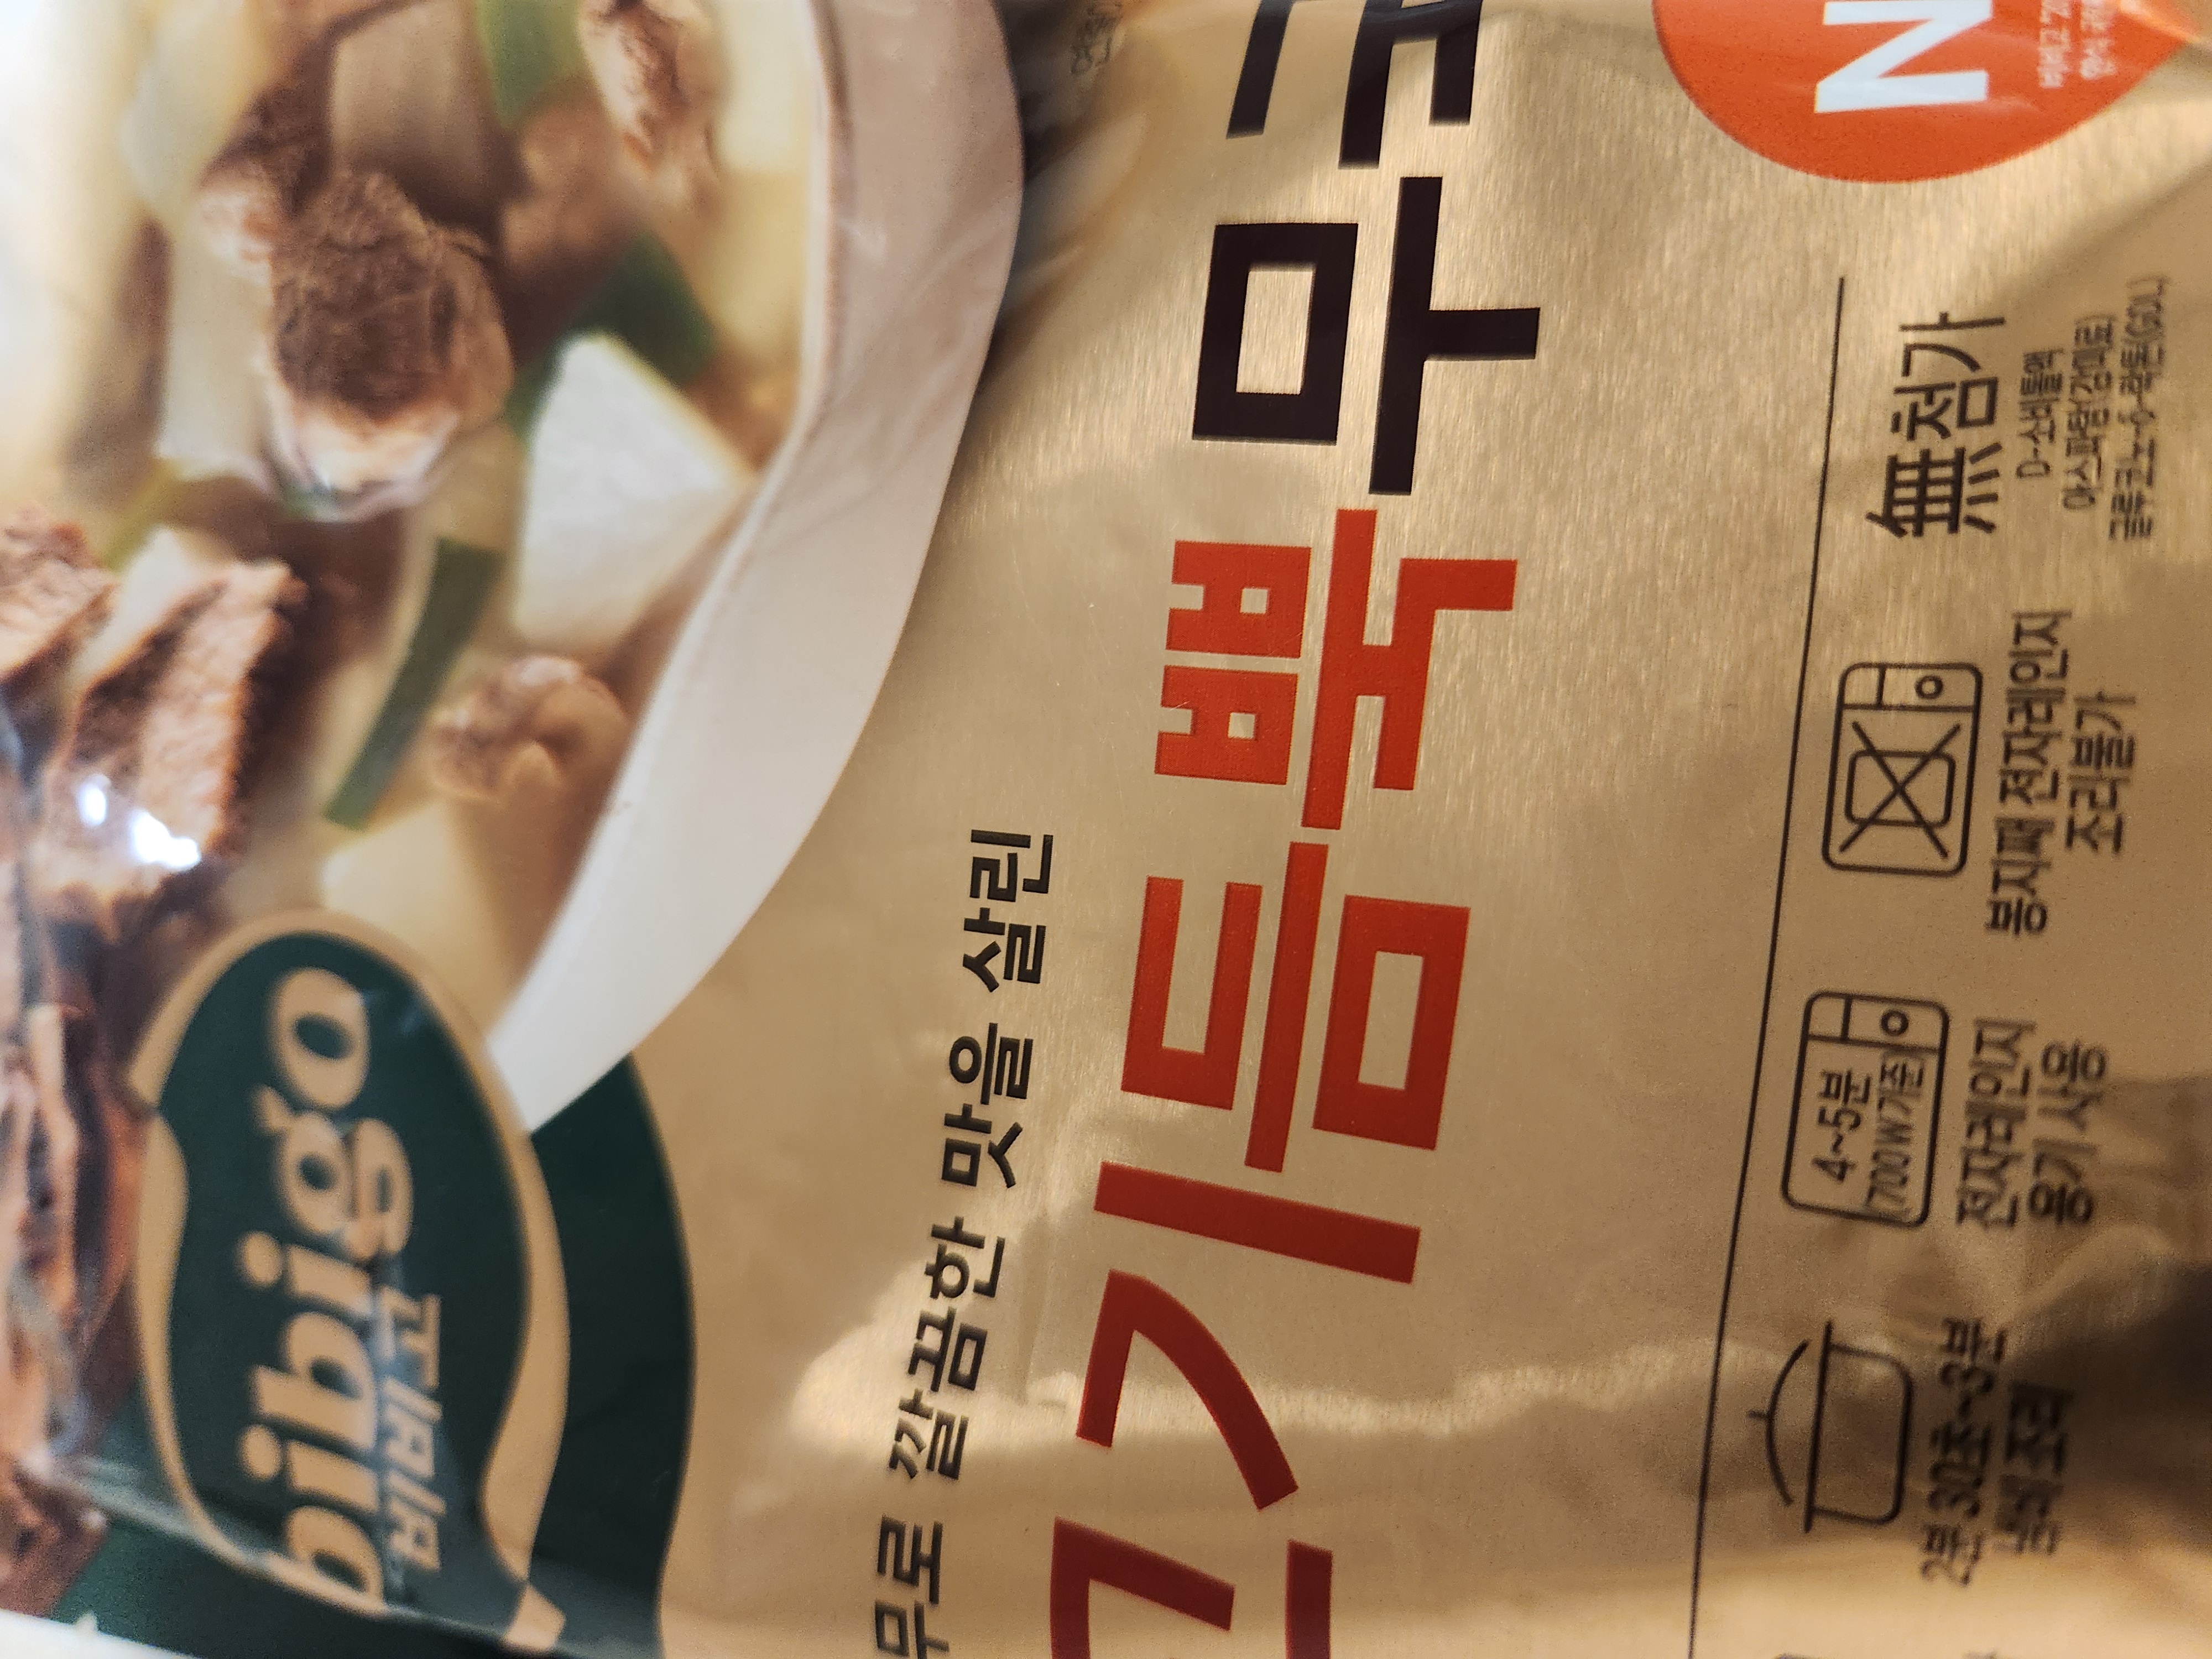 bibigo
비비고
무로 깔끔한 맛을 살린
고기듬뿍무국
N
2분 30초~3분
냄비 조리
4~5분
(700W기준)
전자레인지
용기 사용
봉지째 전자레인지
조리불가
無첨가
D-소비톨액
아스파탐(감미료)
글루코노-δ-락톤(GDL)